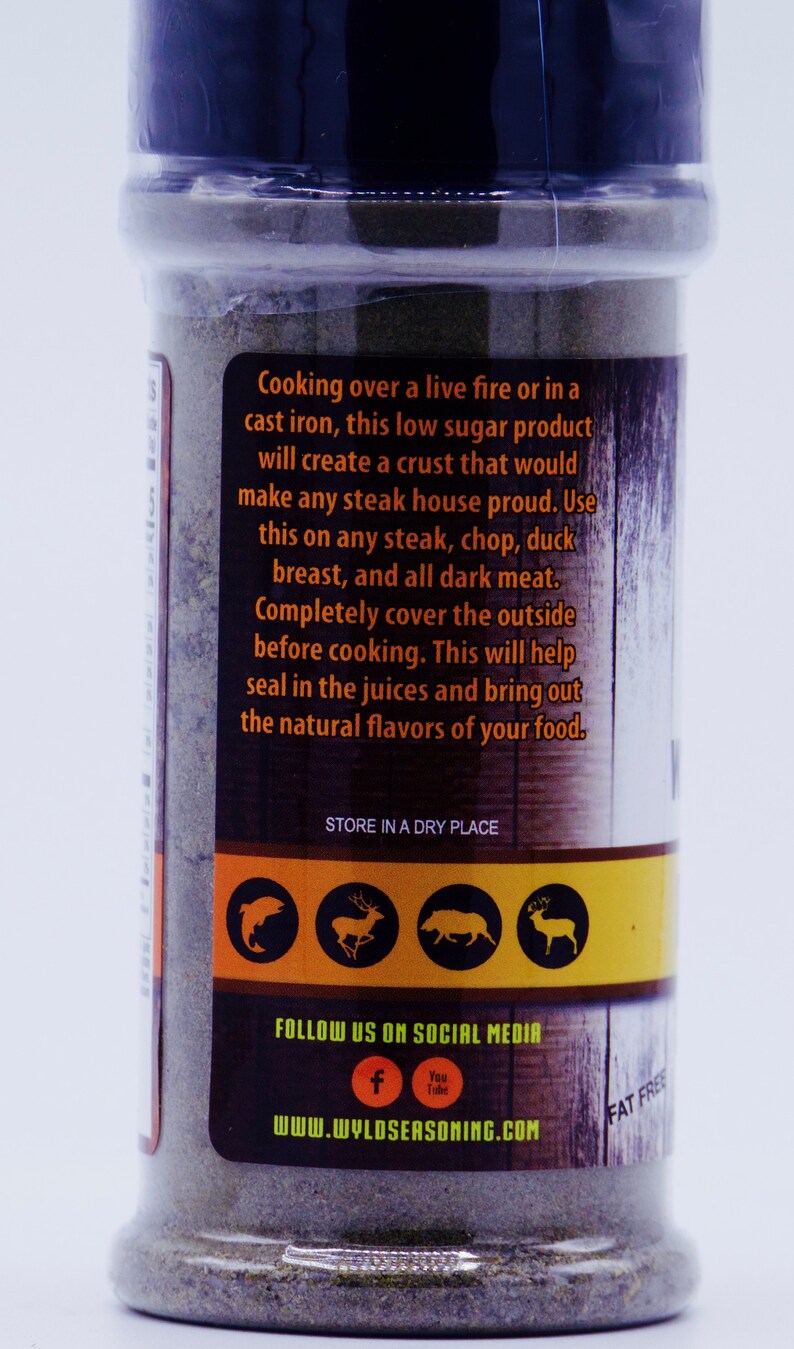 Cooking over a live fire or in a
cast iron, this low sugar product
will create a crust that would
make any steak house proud. Use
this on any steak, chop, duck
breast, and all dark meat.
Completely cover the outside
before cooking. This will help
seal in the juices and bring out
the natural flavors of your food.
STORE IN A DRY PLACE
FOLLOW US ON SOCIAL MEDIA
f
You
Tube
WWW.WYLDSEASONING.COM
FAT FREE